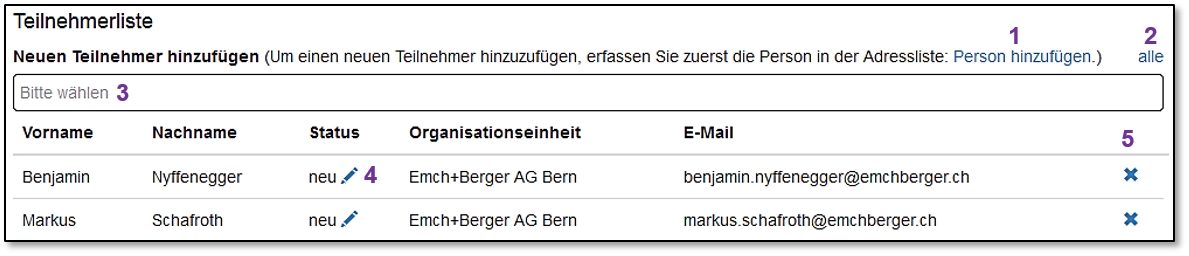 Teilnehmerliste
1 2
Neuen Teilnehmer hinzufügen (Um einen neuen Teilnehmer hinzuzufügen, erfassen Sie zuerst die Person in der Adressliste: Person hinzufügen.) alle
Bitte wählen 3
Vorname Nachname Status Organisationseinheit E-Mail 5
Benjamin Nyffenegger neu 4 Emch+Berger AG Bern benjamin.nyffenegger@emchberger.ch
Markus Schafroth neu Emch+Berger AG Bern markus.schafroth@emchberger.ch